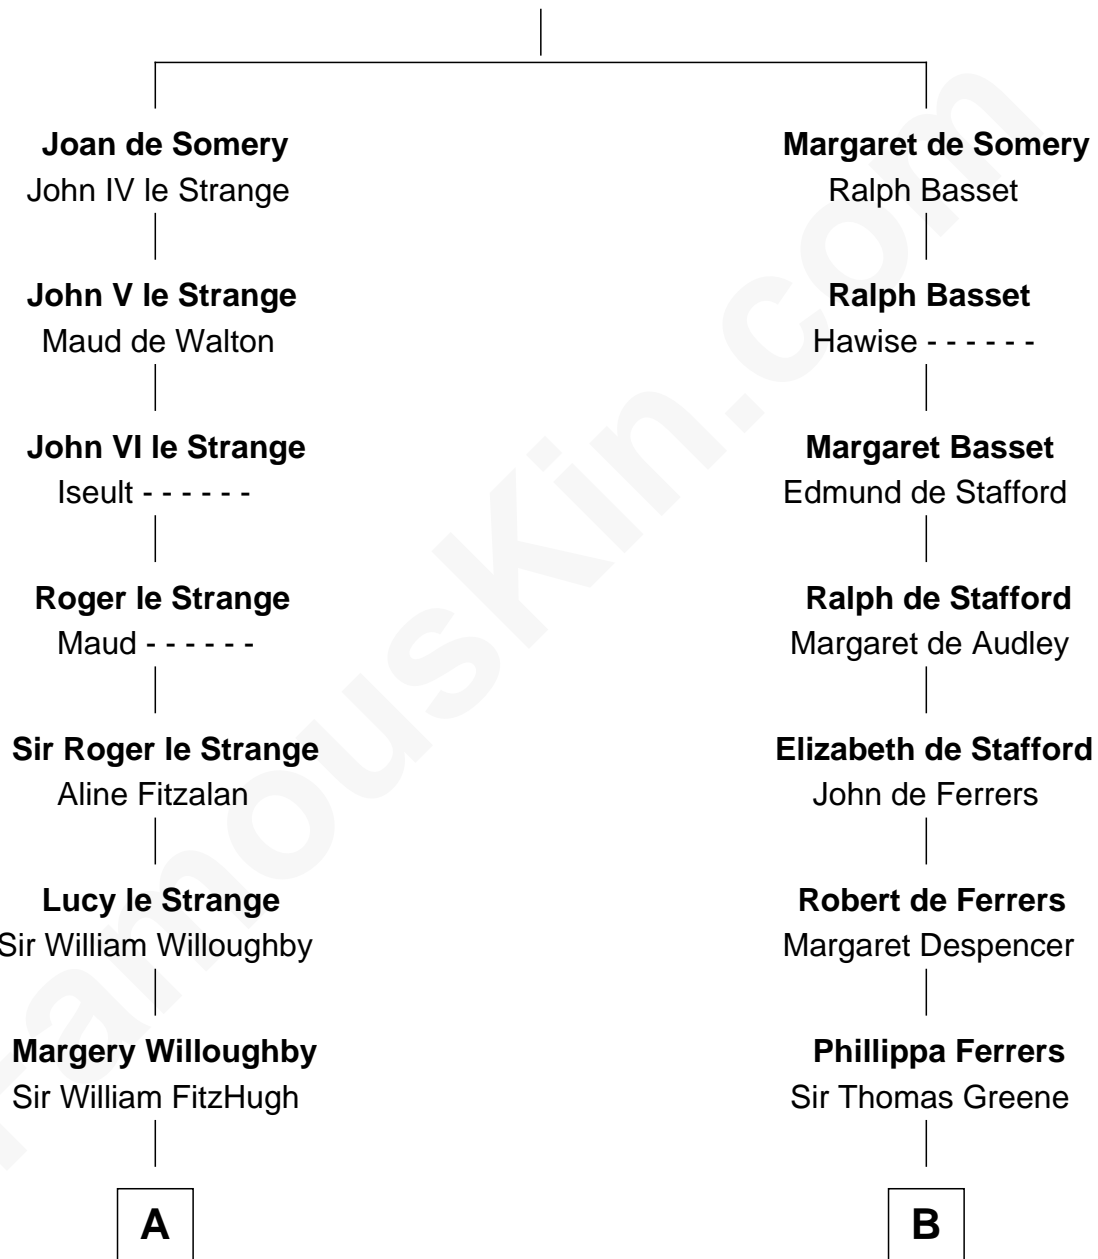 Joan de Somery
John IV le Strange
John V le Strange
Maud de Walton
John VI le Strange
Iseult - - - - - -
Roger le Strange
Maud - - - - - -
Sir Roger le Strange
Aline Fitzalan
Lucy le Strange
Sir William Willoughby
Margery Willoughby
Sir William FitzHugh
A
Margaret de Somery
Ralph Basset
Ralph Basset
Hawise - - - - - -
Margaret Basset
Edmund de Stafford
Ralph de Stafford
Margaret de Audley
Elizabeth de Stafford
John de Ferrers
Robert de Ferrers
Margaret Despencer
Phillippa Ferrers
Sir Thomas Greene
B
FamousKin.com